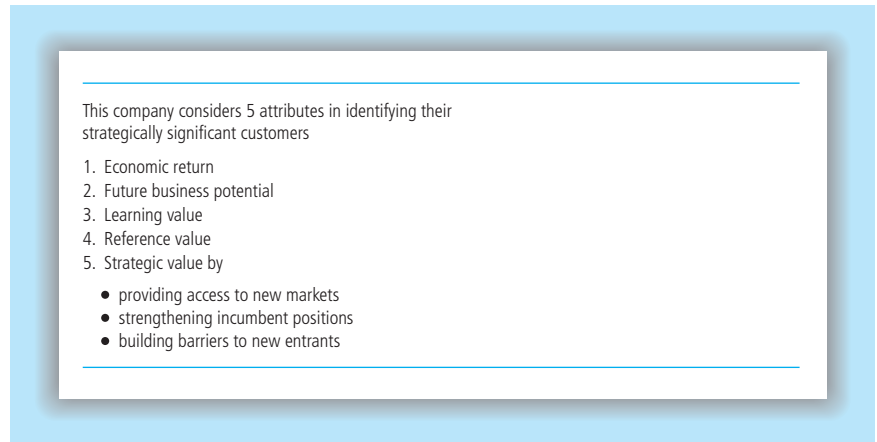 This company considers 5 attributes in identifying their
strategically significant customers
1. Economic return
2. Future business potential
3. Learning value
4. Reference value
5. Strategic value by
● providing access to new markets
● strengthening incumbent positions
● building barriers to new entrants